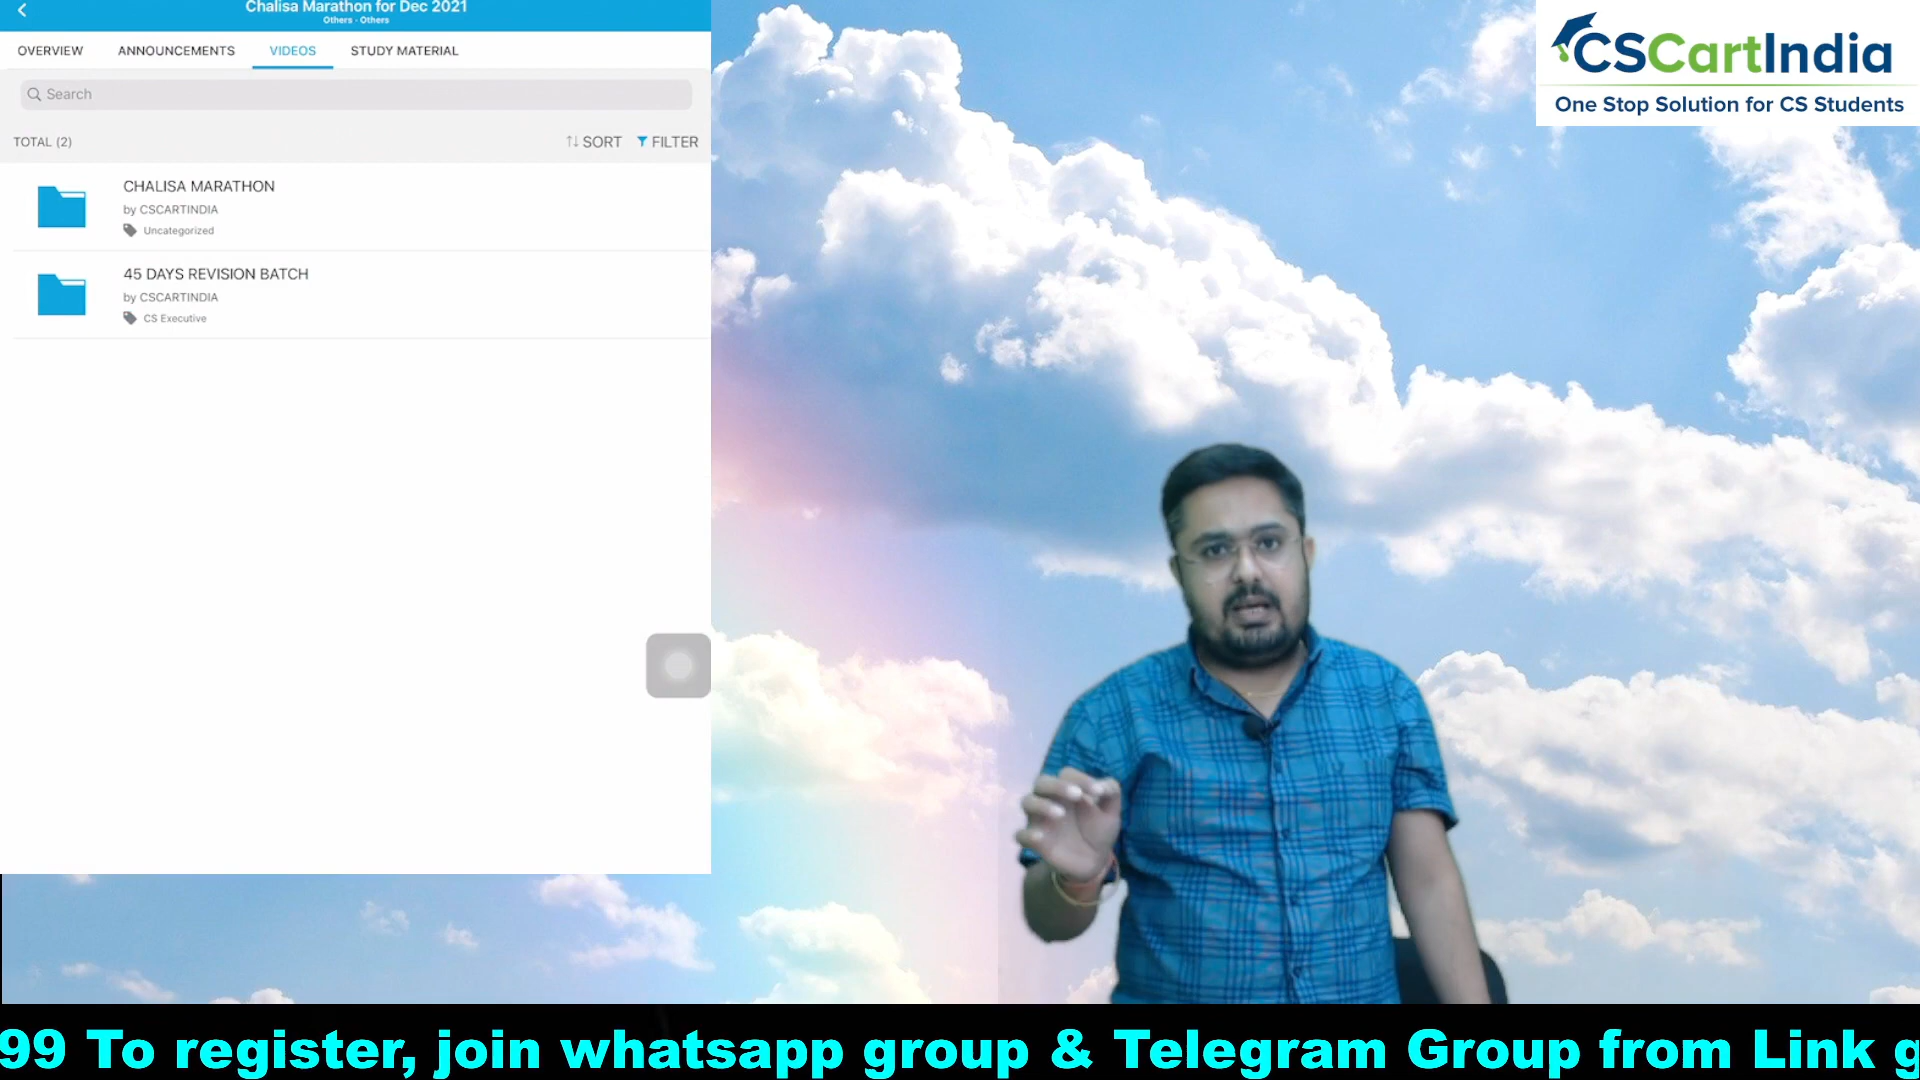 Chalisa Marathon for Dec 2021
Others - Others
OVERVIEW ANNOUNCEMENTS VIDEOS STUDY MATERIAL
Search
TOTAL (2) SORT FILTER
CHALISA MARATHON
by CSCARTINDIA
Uncategorized
45 DAYS REVISION BATCH
by CSCARTINDIA
CS Executive
CSCartIndia
One Stop Solution for CS Students
99 To register, join whatsapp group & Telegram Group from Link g